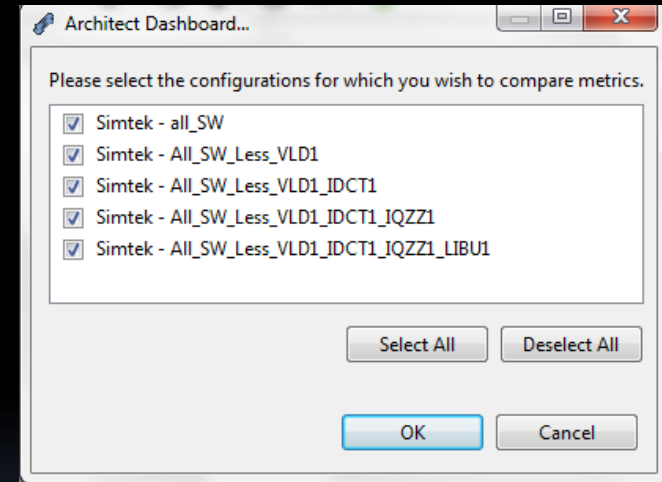 Architect Dashboard...
Please select the configurations for which you wish to compare metrics.
Simtek - all_SW
Simtek - All_SW_Less_VLD1
Simtek - All_SW_Less_VLD1_IDCT1
Simtek - All_SW_Less_VLD1_IDCT1_IQZZ1
Simtek - All_SW_Less_VLD1_IDCT1_IQZZ1_LIBU1
Select All Deselect All
OK Cancel